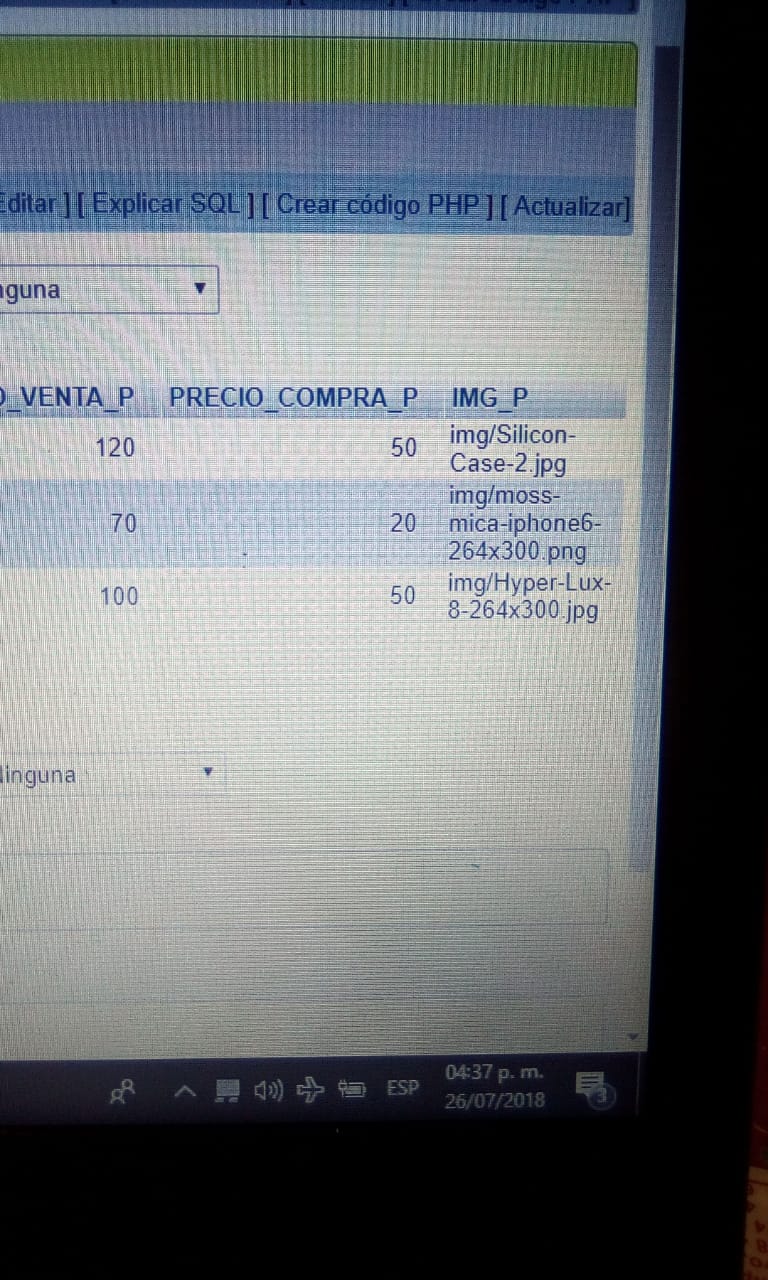 Editar ] [ Explicar SQL ] [ Crear código PHP ] [ Actualizar]
nguna
O_VENTA_P PRECIO_COMPRA_P IMG_P
120 50 img/Silicon-
Case-2.jpg
70 20 img/moss-
mica-iphone6-
264x300.png
100 50 img/Hyper-Lux-
8-264x300.jpg
linguna
ESP
04:37 p. m.
26/07/2018
3